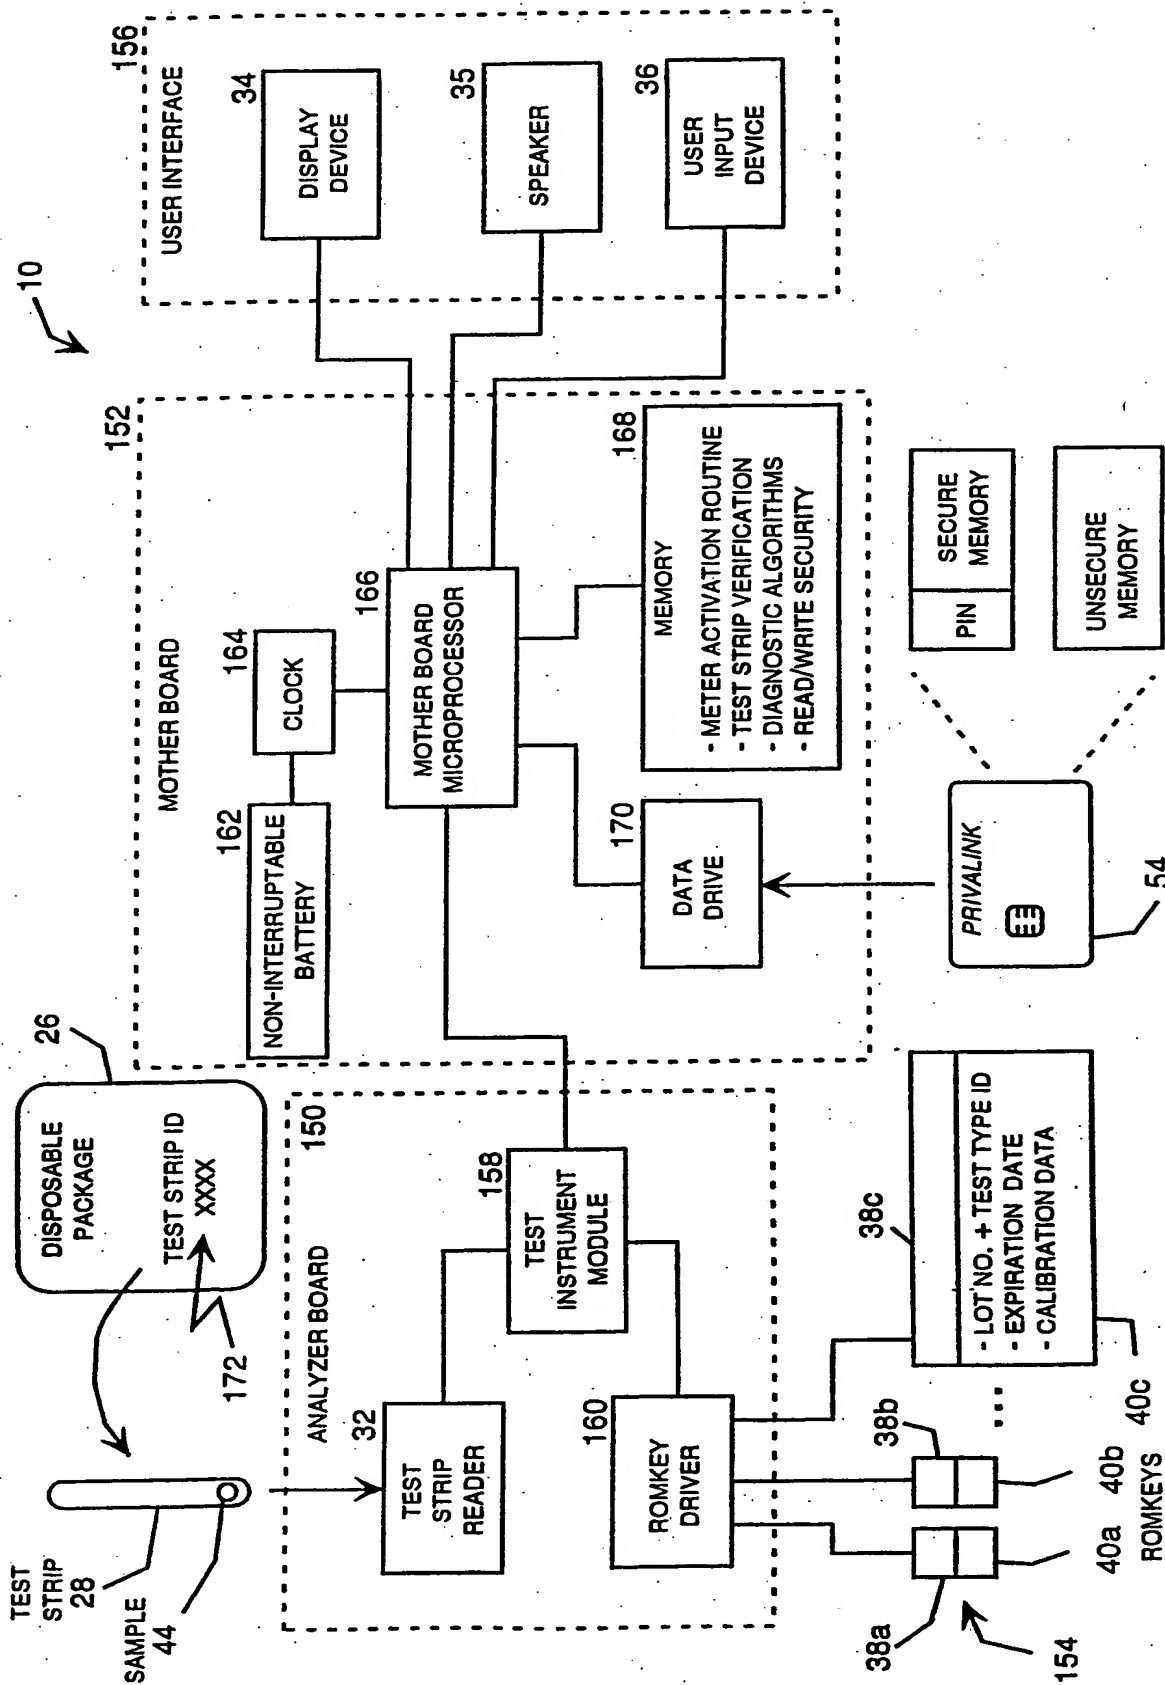 10
TEST
STRIP
28
SAMPLE
44
172
DISPOSABLE
PACKAGE
TEST STRIP ID
XXXX
26
ANALYZER BOARD
150
32
TEST
STRIP
READER
158
TEST
INSTRUMENT
MODULE
160
ROMKEY
DRIVER
38a
38b
38c
- LOT NO. + TEST TYPE ID
- EXPIRATION DATE
- CALIBRATION DATA
...
40a
40b
40c
ROMKEYS
154
MOTHER BOARD
152
162
NON-INTERRUPTABLE
BATTERY
164
CLOCK
166
MOTHER BOARD
MICROPROCESSOR
168
MEMORY
- METER ACTIVATION ROUTINE
- TEST STRIP VERIFICATION
- DIAGNOSTIC ALGORITHMS
- READ/WRITE SECURITY
170
DATA
DRIVE
PRIVALINK
54
PIN
SECURE
MEMORY
UNSECURE
MEMORY
USER INTERFACE
156
34
DISPLAY
DEVICE
35
SPEAKER
36
USER
INPUT
DEVICE